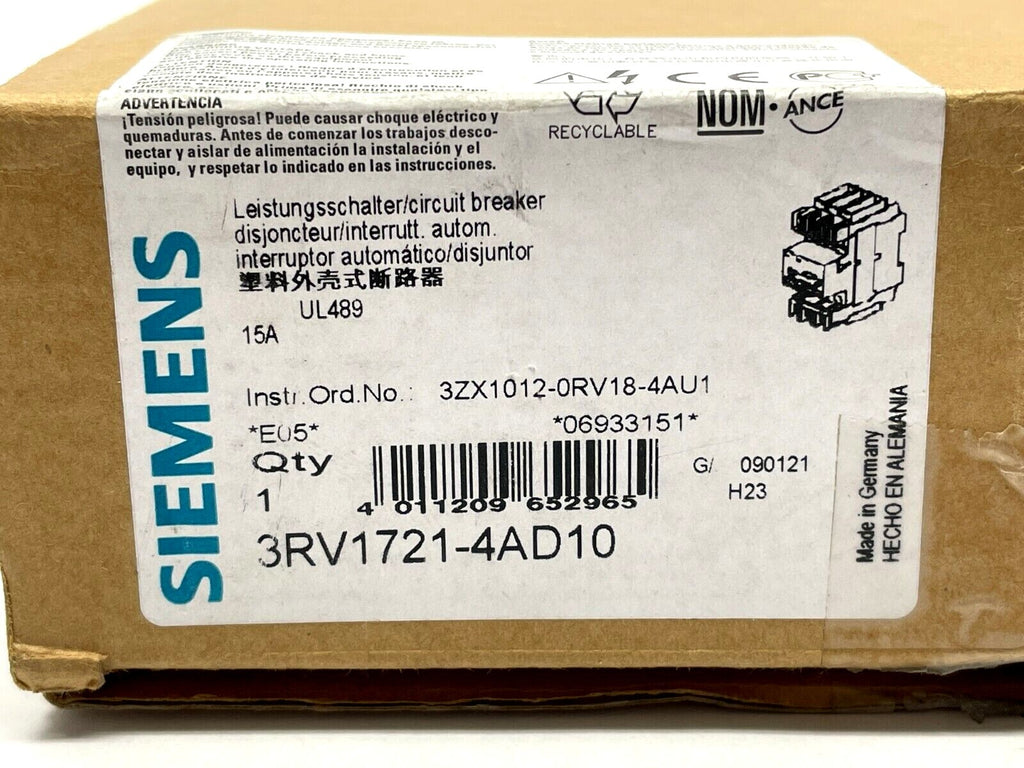 ADVERTENCIA
¡Tensión peligrosa! Puede causar choque eléctrico y
quemaduras. Antes de comenzar los trabajos desco-
nectar y aislar de alimentación la instalación y el
equipo, y respetar lo indicado en las instrucciones.
CE
RECYCLABLE
NOM · ANCE
SIEMENS
Leistungsschalter/circuit breaker
disjoncteur/interrutt. autom.
interruptor automático/disjuntor
塑料外壳式断路器
UL489
15A
Instr.Ord.No.: 3ZX1012-0RV18-4AU1
*E05* *06933151*
Qty
1
4 011209 652965
G/ 090121
H23
3RV1721-4AD10
Made in Germany
HECHO EN ALEMANIA